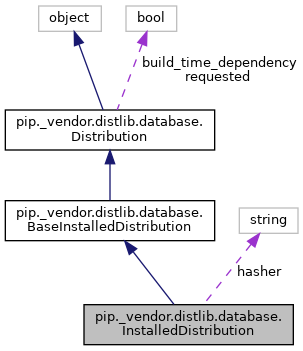 object
bool
build_time_dependency
requested
pip._vendor.distlib.database.
Distribution
pip._vendor.distlib.database.
BaseInstalledDistribution
string
hasher
pip._vendor.distlib.database.
InstalledDistribution